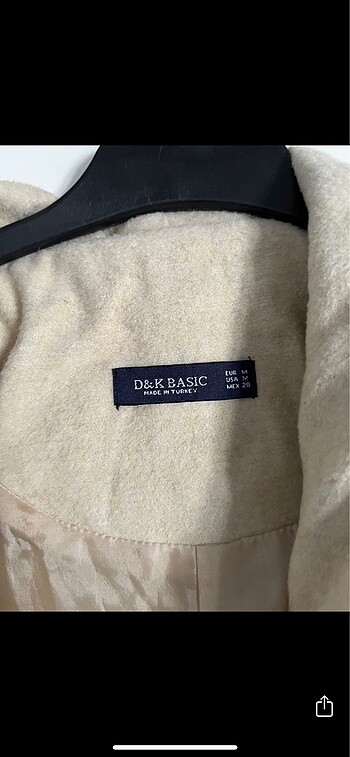 D&K BASIC
MADE IN TURKEY
EUR M
USA M
MEX 28